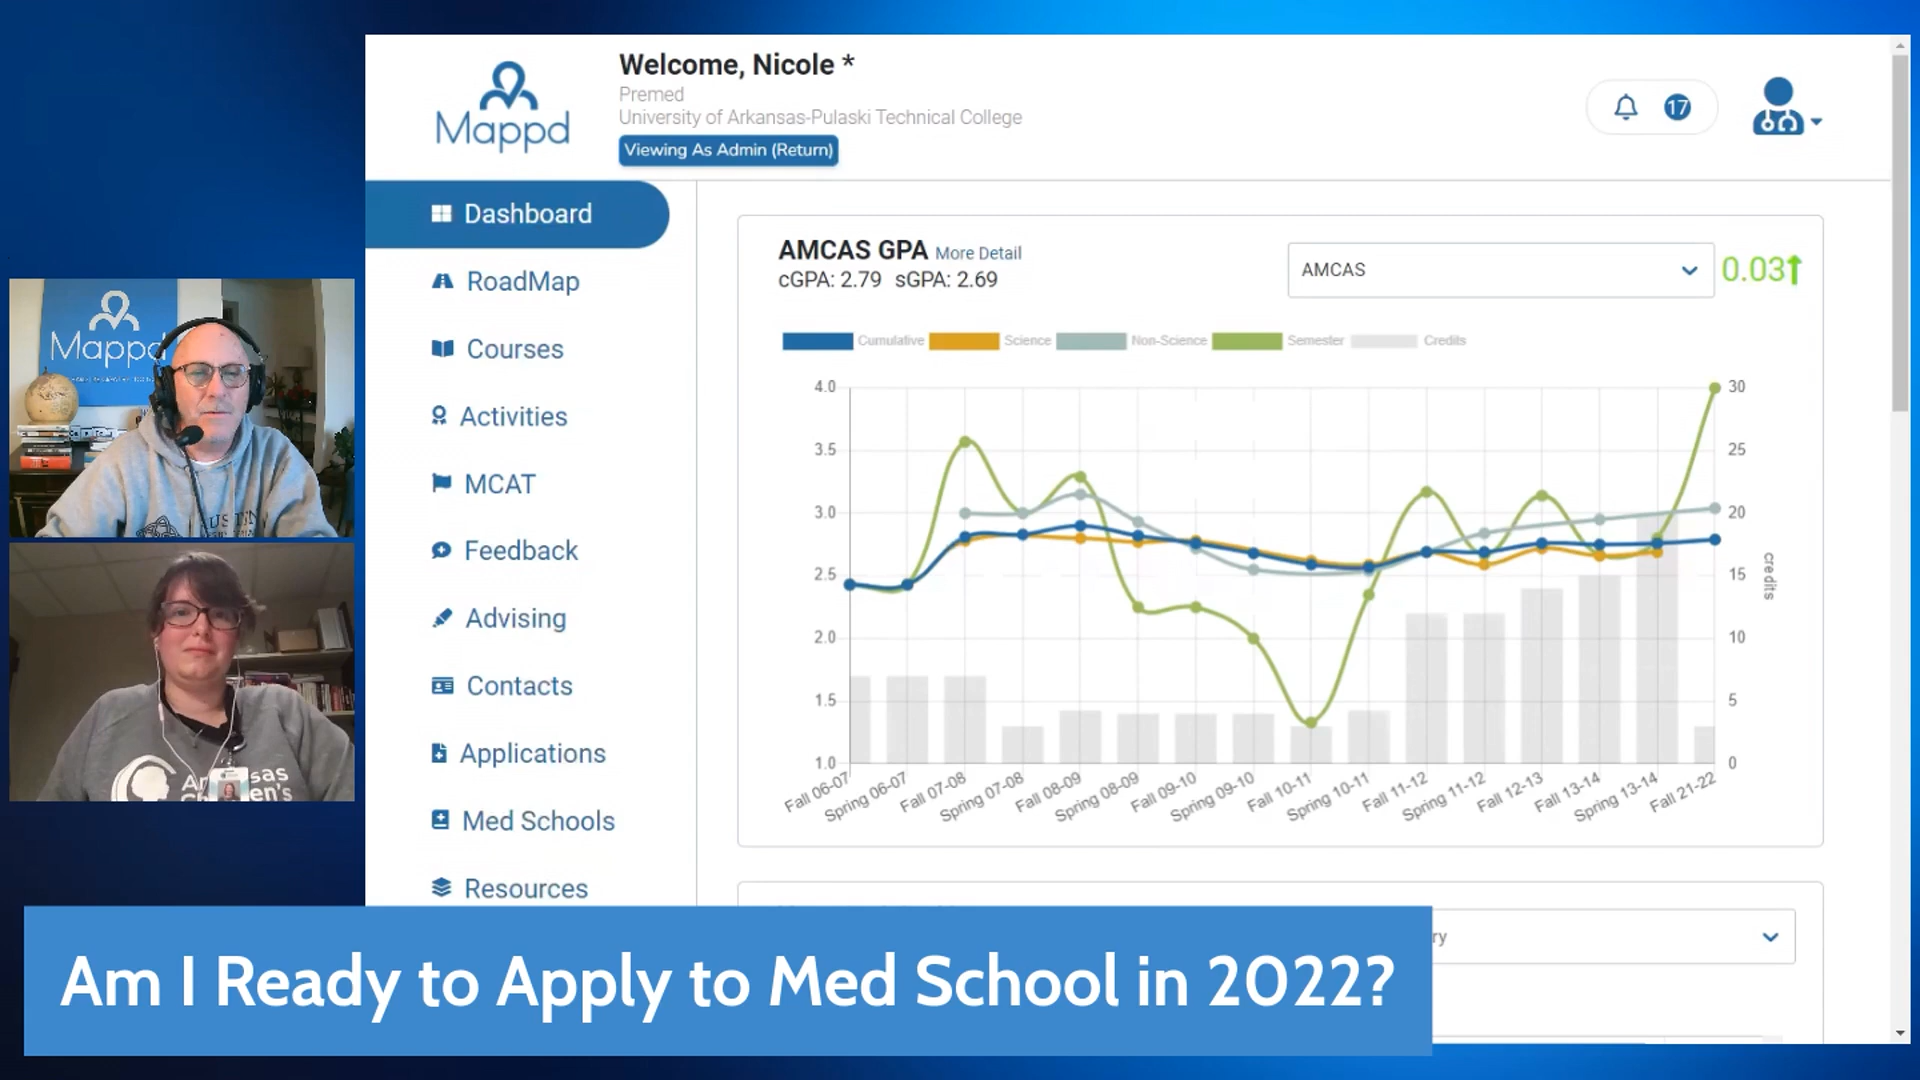 Mappd
Welcome, Nicole *
Premed
University of Arkansas-Pulaski Technical College
Viewing As Admin (Return)
17
Dashboard
RoadMap
Courses
Activities
MCAT
Feedback
Advising
Contacts
Applications
Med Schools
Resources
AMCAS GPA More Detail
cGPA: 2.79 sGPA: 2.69
AMCAS
0.03
Cumulative Science Non-Science Semester Credits
4.0
3.5
3.0
2.5
2.0
1.5
1.0
30
25
20
15
10
5
0
credits
Fall 06-07
Spring 06-07
Fall 07-08
Spring 07-08
Fall 08-09
Spring 08-09
Fall 09-10
Spring 09-10
Fall 10-11
Spring 10-11
Fall 11-12
Spring 11-12
Fall 12-13
Fall 13-14
Spring 13-14
Fall 21-22
ry
Mappd
Am I Ready to Apply to Med School in 2022?